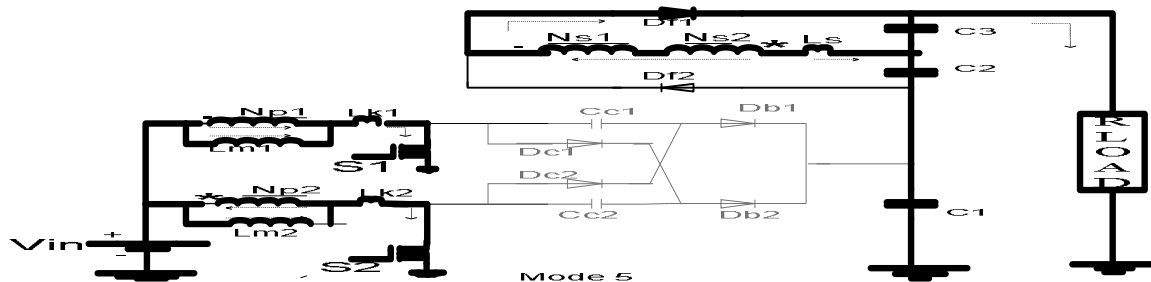 Df1
Ns1 Ns2 * Ls
-
C3
C2
Df2
Cc1
Db1
Np1
Lk1
Lm1
S1
Dc1
Dc2
* Np2
Lk2
Cc2
Db2
C1
Lm2
Vin
+
-
S2
RLOAD
Mode 5